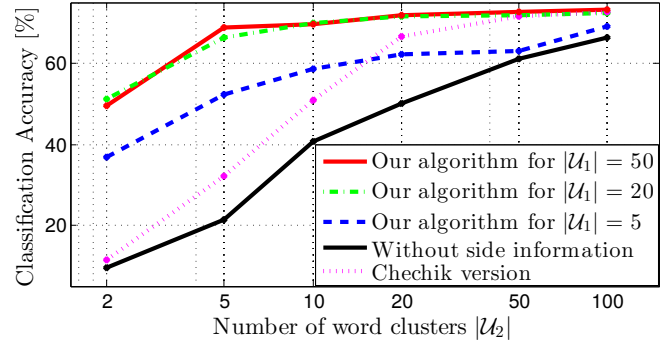 Classification Accuracy [%]
60
40
20
Our algorithm for |𝒰₁| = 50
Our algorithm for |𝒰₁| = 20
Our algorithm for |𝒰₁| = 5
Without side information
Chechik version
2 5 10 20 50 100
Number of word clusters |𝒰₂|